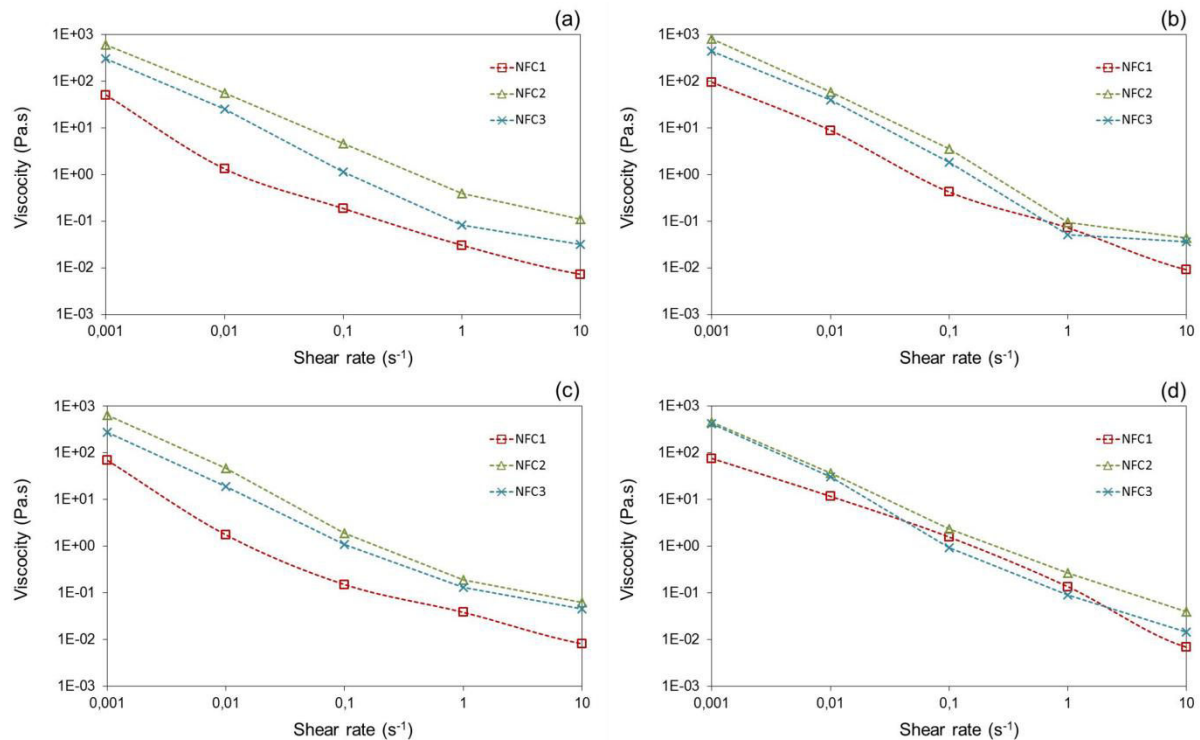 (a)
Viscocity (Pa.s)
1E+03
1E+02
1E+01
1E+00
1E-01
1E-02
1E-03
NFC1
NFC2
NFC3
0,001 0,01 0,1 1 10
Shear rate (s⁻¹)
(b)
Viscocity (Pa.s)
1E+03
1E+02
1E+01
1E+00
1E-01
1E-02
1E-03
NFC1
NFC2
NFC3
0,001 0,01 0,1 1 10
Shear rate (s⁻¹)
(c)
Viscocity (Pa.s)
1E+03
1E+02
1E+01
1E+00
1E-01
1E-02
1E-03
NFC1
NFC2
NFC3
0,001 0,01 0,1 1 10
Shear rate (s⁻¹)
(d)
Viscocity (Pa.s)
1E+03
1E+02
1E+01
1E+00
1E-01
1E-02
1E-03
NFC1
NFC2
NFC3
0,001 0,01 0,1 1 10
Shear rate (s⁻¹)